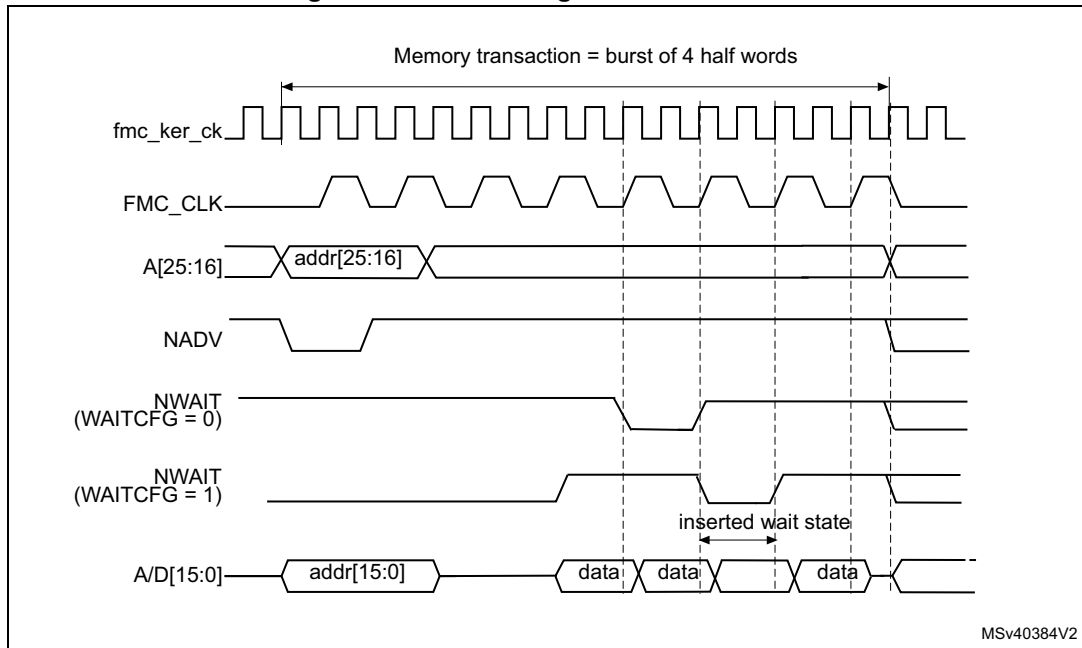 Memory transaction = burst of 4 half words
fmc_ker_ck
FMC_CLK
A[25:16]
addr[25:16]
NADV
NWAIT
(WAITCFG = 0)
NWAIT
(WAITCFG = 1)
inserted wait state
A/D[15:0]
addr[15:0]
data
data
data
MSv40384V2